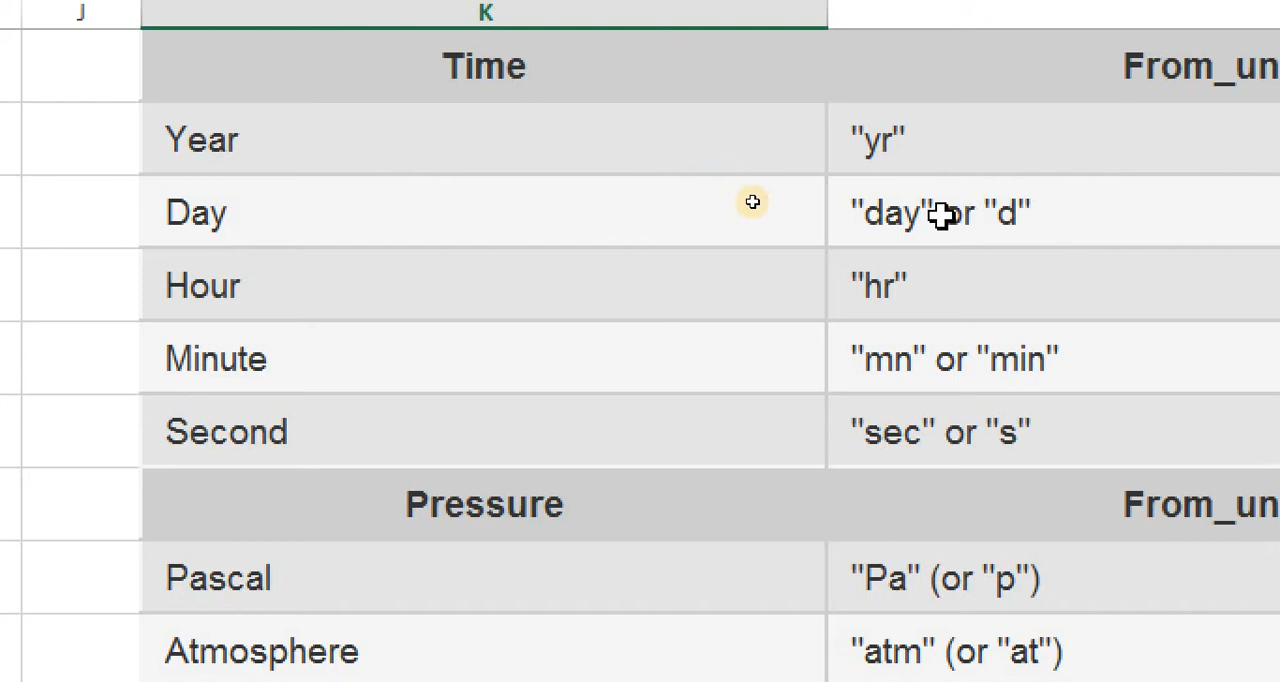 J K
Time From_un
Year "yr"
Day "day" or "d"
Hour "hr"
Minute "mn" or "min"
Second "sec" or "s"
Pressure From_un
Pascal "Pa" (or "p")
Atmosphere "atm" (or "at")